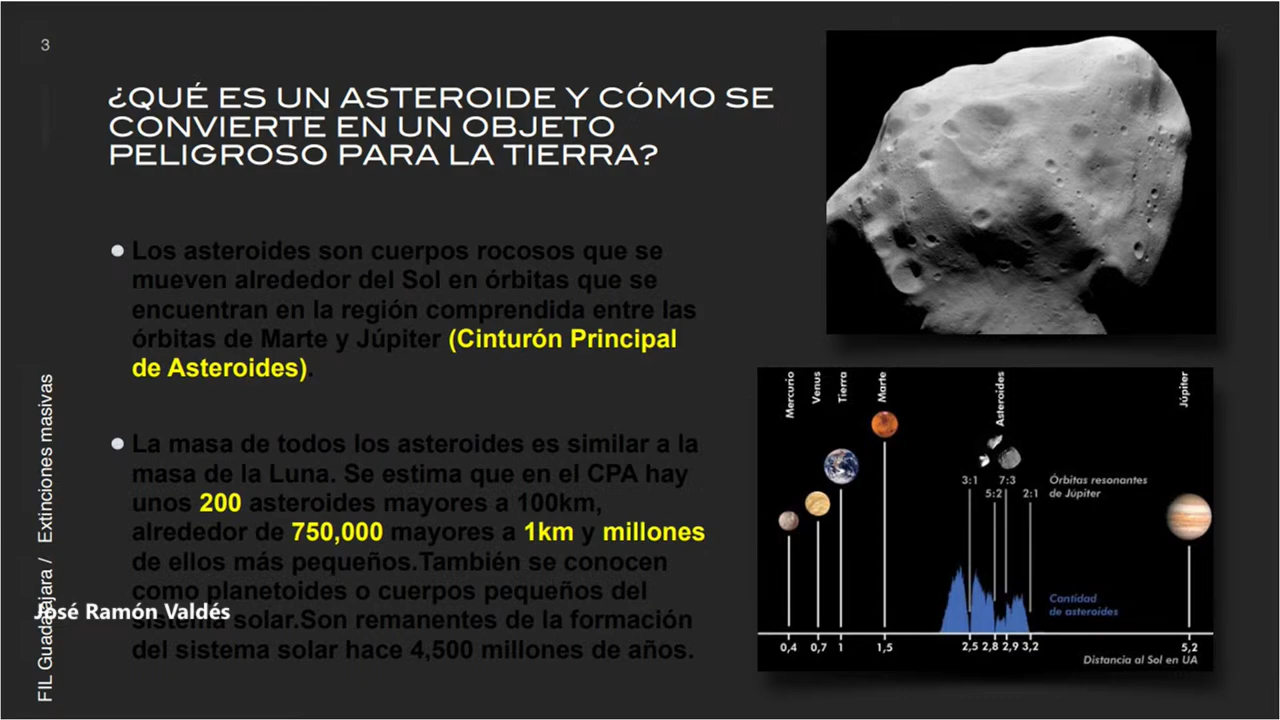 3
¿QUÉ ES UN ASTEROIDE Y CÓMO SE
CONVIERTE EN UN OBJETO
PELIGROSO PARA LA TIERRA?
Los asteroides son cuerpos rocosos que se
mueven alrededor del Sol en órbitas que se
encuentran en la región comprendida entre las
órbitas de Marte y Júpiter (Cinturón Principal
de Asteroides).
La masa de todos los asteroides es similar a la
masa de la Luna. Se estima que en el CPA hay
unos 200 asteroides mayores a 100km,
alrededor de 750,000 mayores a 1km y millones
de ellos más pequeños.También se conocen
como planetoides o cuerpos pequeños del
sistema solar.Son remanentes de la formación
del sistema solar hace 4,500 millones de años.
FIL Guadalajara / Extinciones masivas
José Ramón Valdés
Mercurio
Venus
Tierra
Marte
Asteroides
Júpiter
3:1 7:3
5:2 2:1
Órbitas resonantes
de Júpiter
Cantidad
de asteroides
0,4 0,7 1 1,5 2,5 2,8 2,9 3,2 5,2
Distancia al Sol en UA